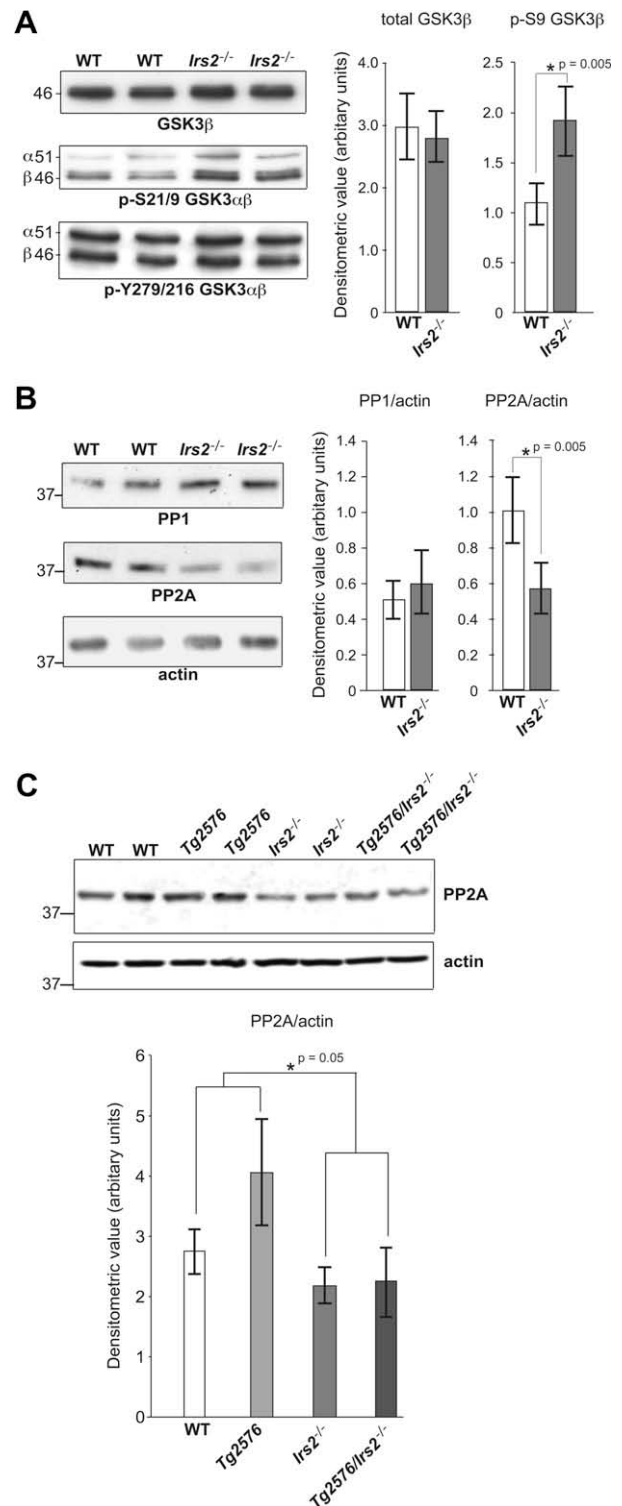 A
WT WT Irs2-/- Irs2-/-
46
GSK3β
α51
β46
p-S21/9 GSK3αβ
α51
β46
p-Y279/216 GSK3αβ
total GSK3β
Densitometric value (arbitary units)
4.0
3.0
2.0
1.0
0
WT
Irs2-/-
p-S9 GSK3β
2.5
2.0
1.5
1.0
0.5
0
* p = 0.005
WT
Irs2-/-
B
WT WT Irs2-/- Irs2-/-
37
PP1
37
PP2A
37
actin
PP1/actin
Densitometric value (arbitary units)
1.4
1.2
1.0
0.8
0.6
0.4
0.2
0
WT
Irs2-/-
PP2A/actin
1.4
1.2
1.0
0.8
0.6
0.4
0.2
0
* p = 0.005
WT
Irs2-/-
C
WT WT Tg2576 Tg2576 Irs2-/- Irs2-/- Tg2576/Irs2-/- Tg2576/Irs2-/-
37
PP2A
37
actin
PP2A/actin
Densitometric value (arbitary units)
6
5
4
3
2
1
0
* p = 0.05
WT
Tg2576
Irs2-/-
Tg2576/Irs2-/-